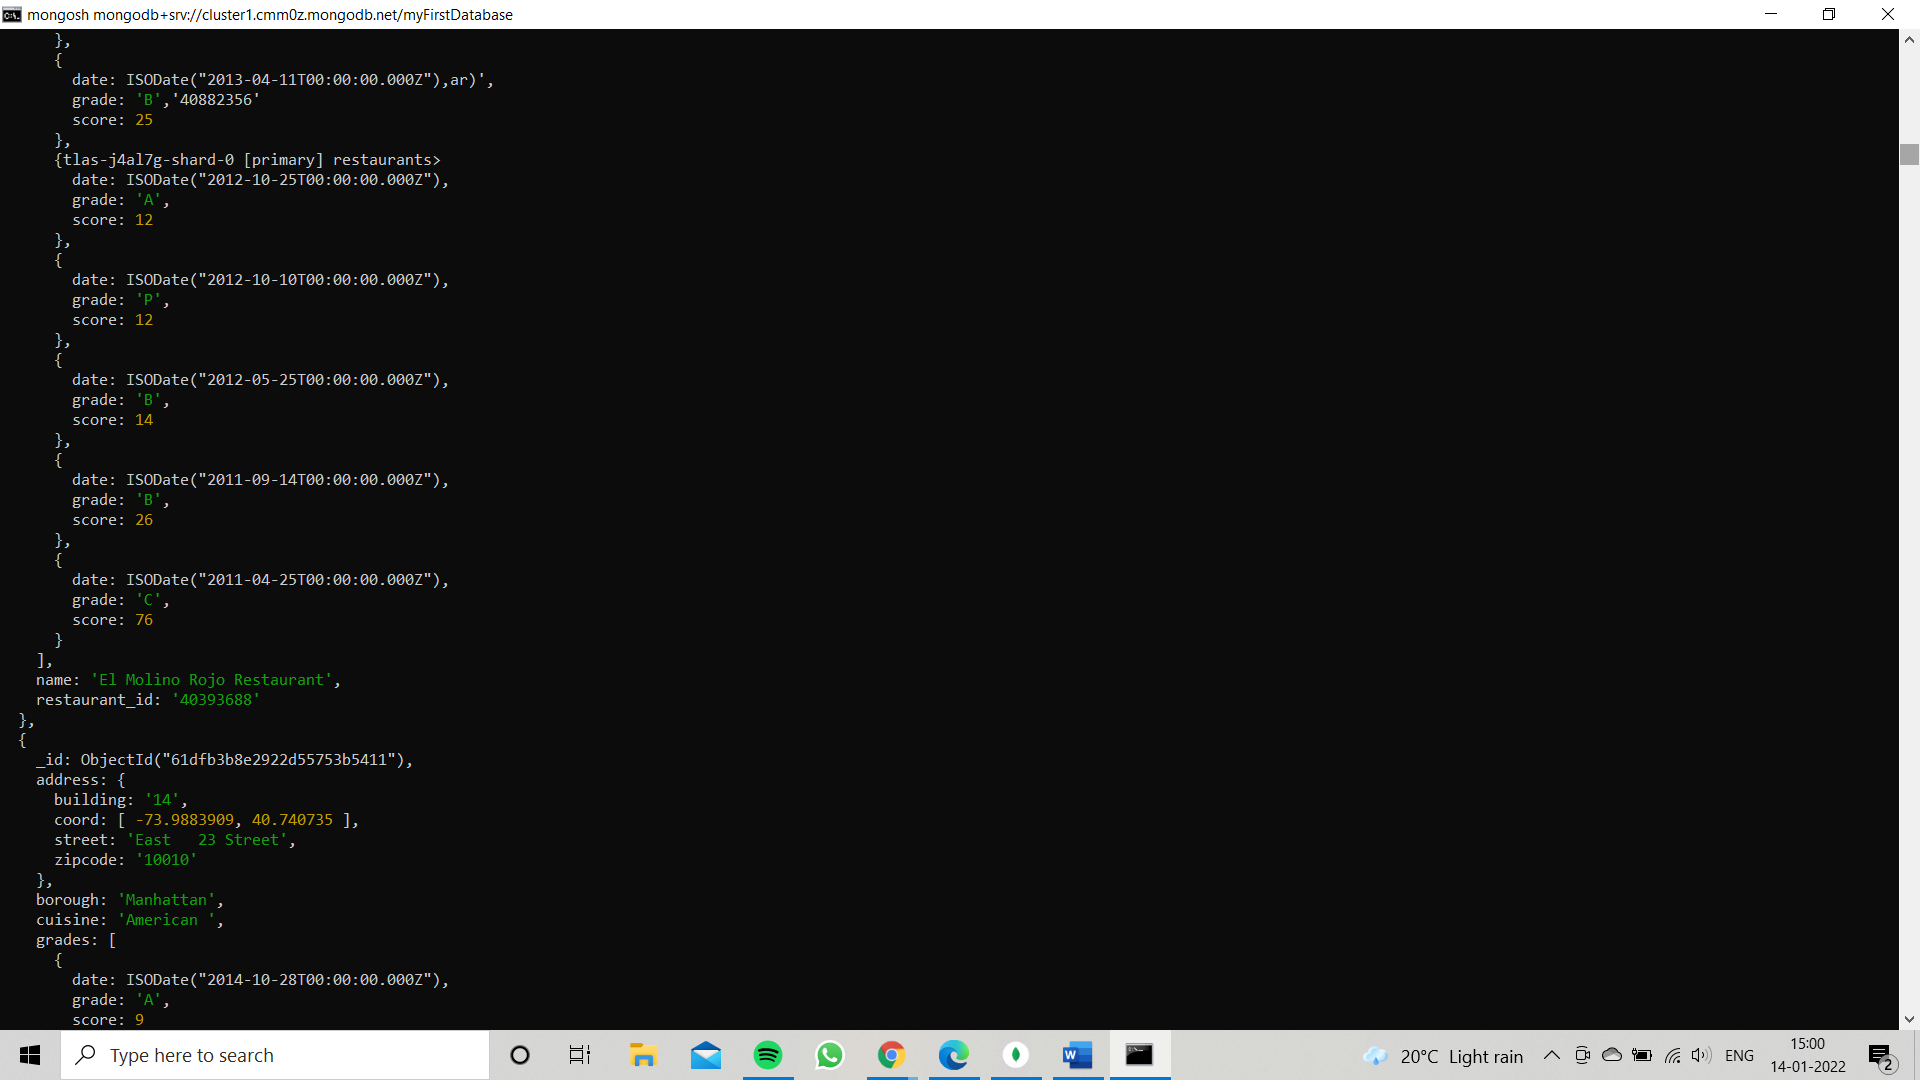 mongosh mongodb+srv://cluster1.cmm0z.mongodb.net/myFirstDatabase
},
{
date: ISODate("2013-04-11T00:00:00.000Z"),ar)',
grade: 'B','40882356'
score: 25
},
{tlas-j4al7g-shard-0 [primary] restaurants>
date: ISODate("2012-10-25T00:00:00.000Z"),
grade: 'A',
score: 12
},
{
date: ISODate("2012-10-10T00:00:00.000Z"),
grade: 'P',
score: 12
},
{
date: ISODate("2012-05-25T00:00:00.000Z"),
grade: 'B',
score: 14
},
{
date: ISODate("2011-09-14T00:00:00.000Z"),
grade: 'B',
score: 26
},
{
date: ISODate("2011-04-25T00:00:00.000Z"),
grade: 'C',
score: 76
}
],
name: 'El Molino Rojo Restaurant',
restaurant_id: '40393688'
},
{
_id: ObjectId("61dfb3b8e2922d55753b5411"),
address: {
building: '14',
coord: [ -73.9883909, 40.740735 ],
street: 'East   23 Street',
zipcode: '10010'
},
borough: 'Manhattan',
cuisine: 'American ',
grades: [
{
date: ISODate("2014-10-28T00:00:00.000Z"),
grade: 'A',
score: 9
Type here to search
20°C Light rain
ENG
15:00
14-01-2022
2